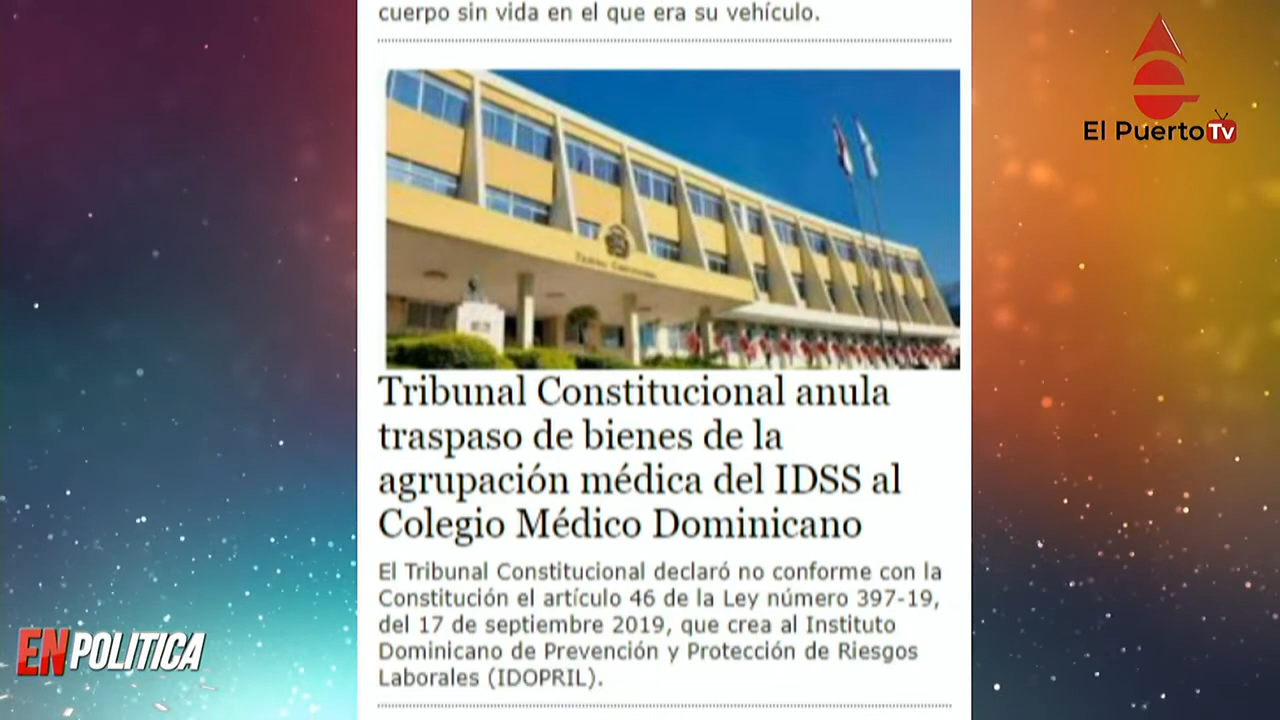 cuerpo sin vida en el que era su vehículo.
El PuertoTv
Tribunal Constitucional anula
traspaso de bienes de la
agrupación médica del IDSS al
Colegio Médico Dominicano
El Tribunal Constitucional declaró no conforme con la
Constitución el artículo 46 de la Ley número 397-19,
del 17 de septiembre 2019, que crea al Instituto
Dominicano de Prevención y Protección de Riesgos
Laborales (IDOPRIL).
EN POLITICA